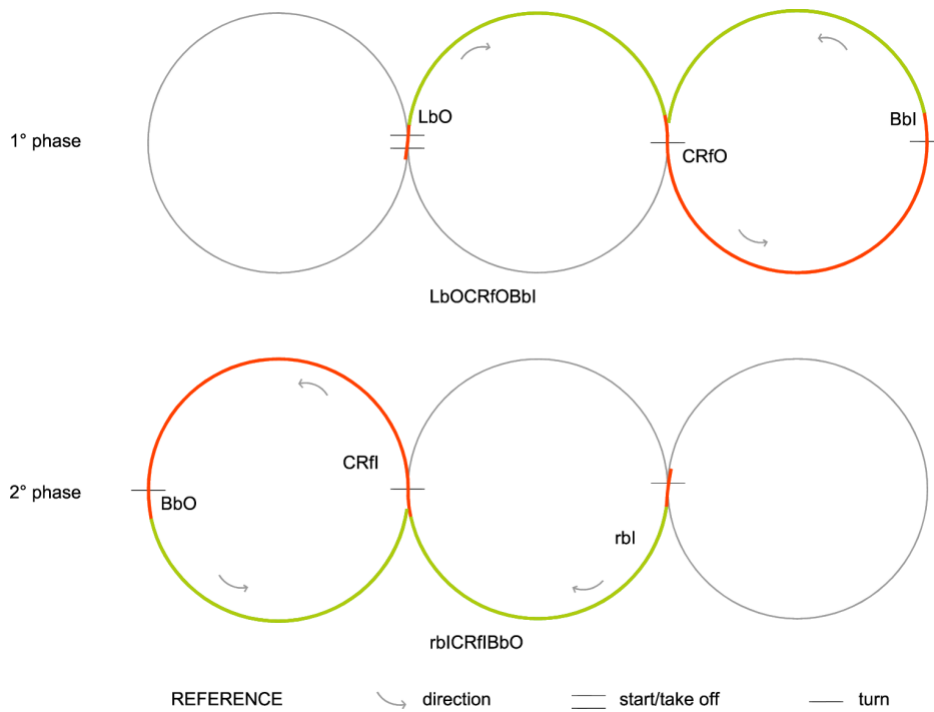 LbO
BbI
1° phase
CRfO
LbOCRfOBbI
CRfI
2° phase
BbO
rbI
rbICRfIBbO
REFERENCE direction start/take off turn